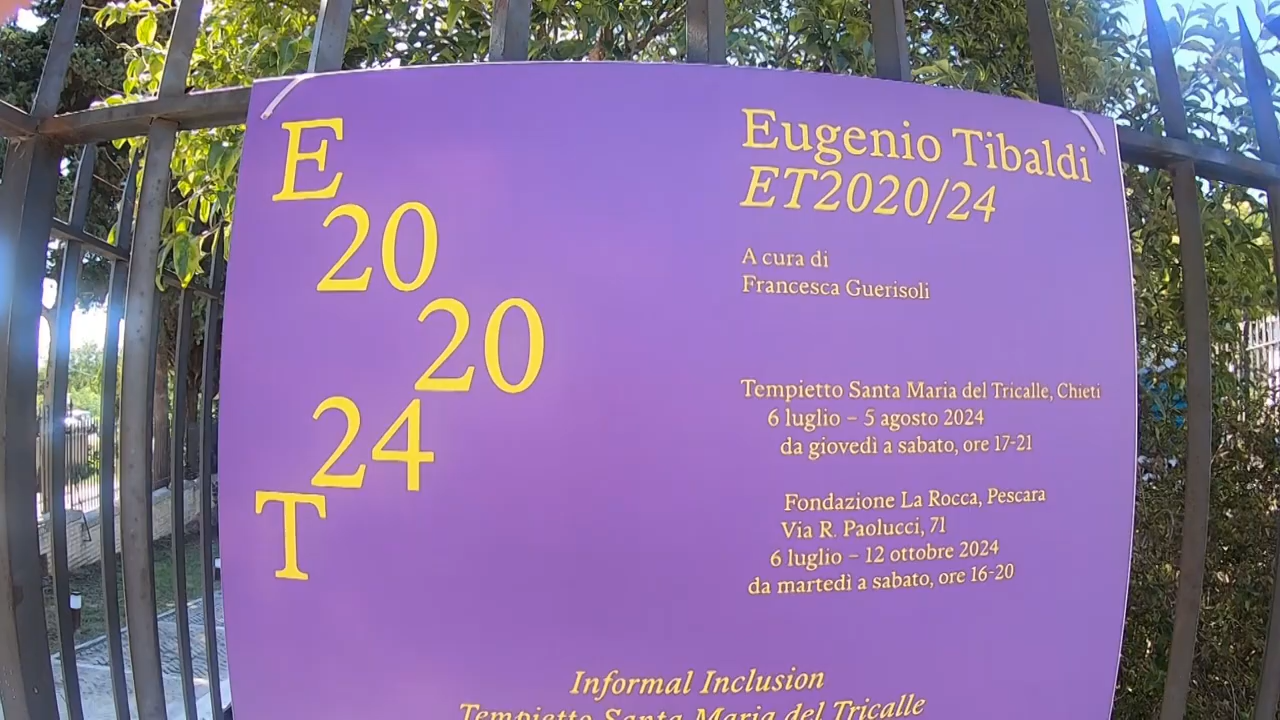 E
20
20
24
T
Eugenio Tibaldi
ET2020/24
A cura di
Francesca Guerisoli
Tempietto Santa Maria del Tricalle, Chieti
6 luglio – 5 agosto 2024
da giovedì a sabato, ore 17-21
Fondazione La Rocca, Pescara
Via R. Paolucci, 71
6 luglio – 12 ottobre 2024
da martedì a sabato, ore 16-20
Informal Inclusion
Tempietto Santa Maria del Tricalle